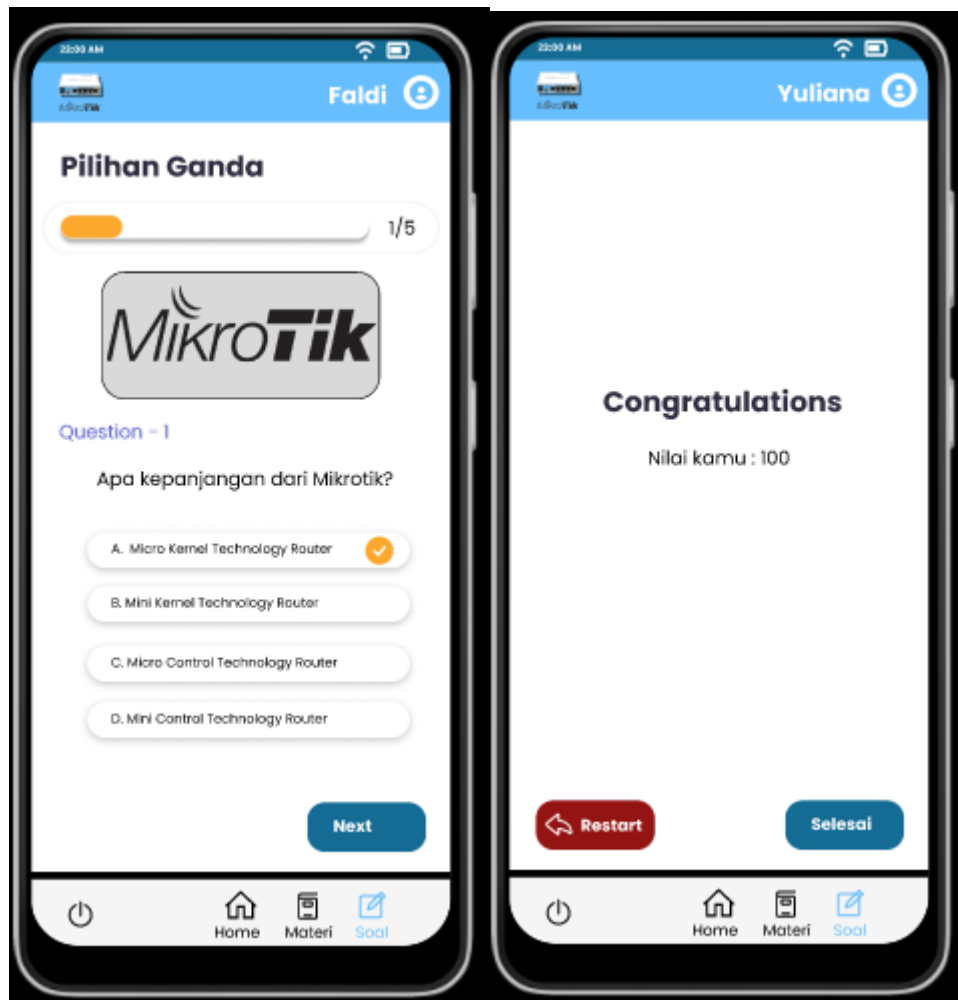 22:00 AM
MikroTik
Faldi
Pilihan Ganda
1/5
MikroTik
Question - 1
Apa kepanjangan dari Mikrotik?
A. Micro Kernel Technology Router
B. Mini Kernel Technology Router
C. Micro Control Technology Router
D. Mini Control Technology Router
Next
Home Materi Soal
22:00 AM
MikroTik
Yuliana
Congratulations
Nilai kamu : 100
Restart
Selesai
Home Materi Soal